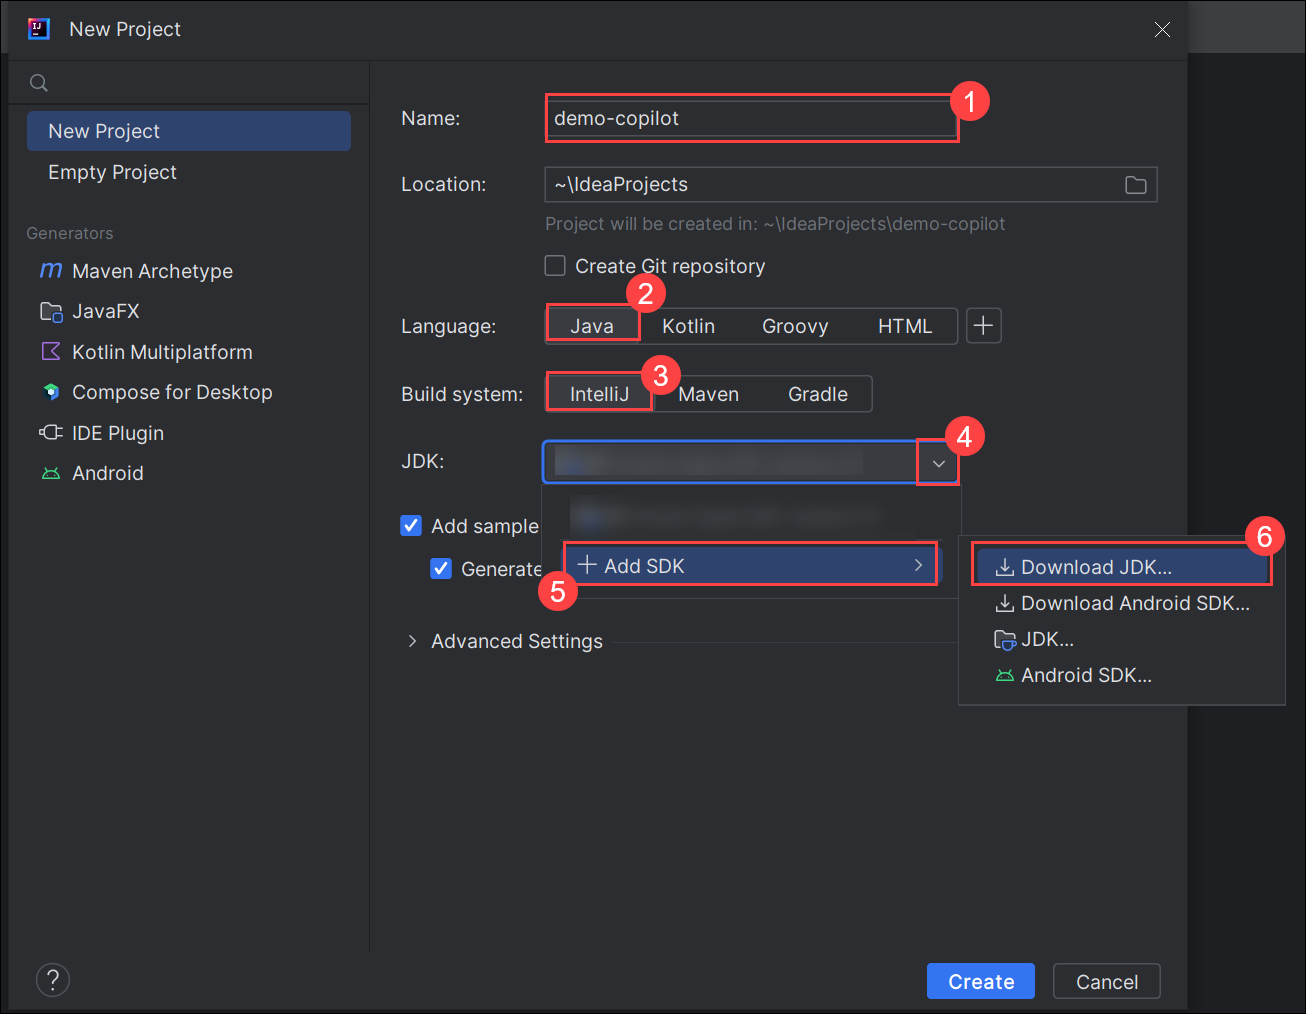 New Project
New Project
Empty Project
Generators
Maven Archetype
JavaFX
Kotlin Multiplatform
Compose for Desktop
IDE Plugin
Android
Name: demo-copilot 1
Location: ~\IdeaProjects
Project will be created in: ~\IdeaProjects\demo-copilot
Create Git repository
2
Language: Java Kotlin Groovy HTML
3
Build system: IntelliJ Maven Gradle
4
JDK:
Add sample
5 Add SDK
Generate
6
Download JDK...
Download Android SDK...
JDK...
Android SDK...
Advanced Settings
? Create Cancel